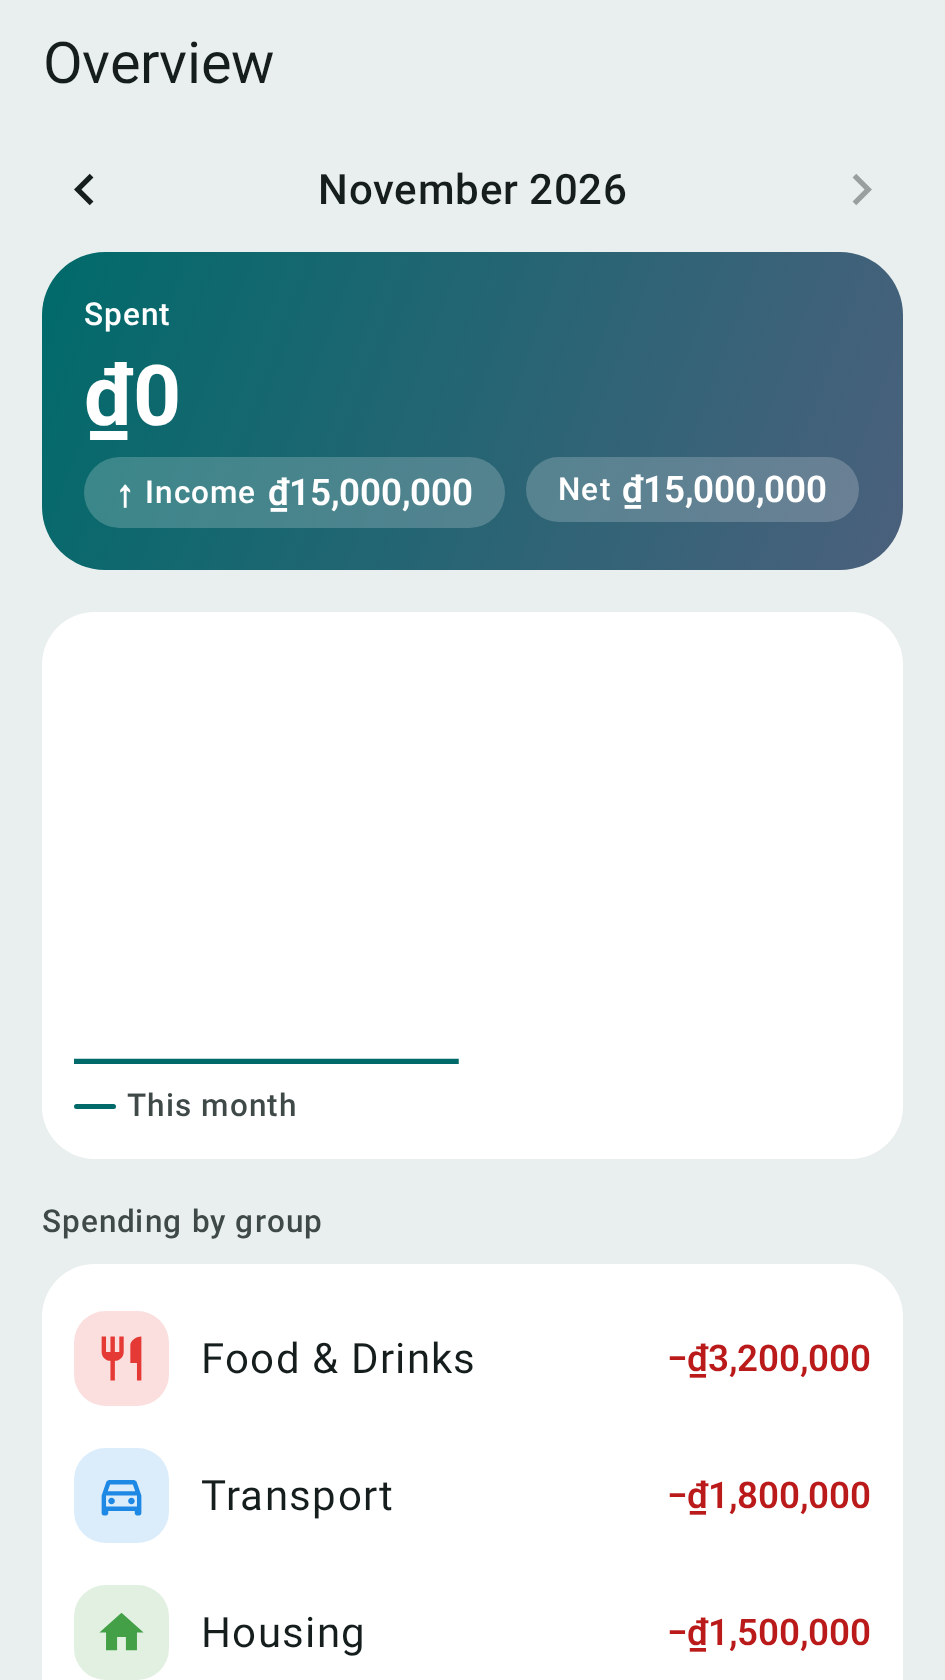 Overview
November 2026
Spent
₫0
↑ Income ₫15,000,000
Net ₫15,000,000
This month
Spending by group
Food & Drinks −₫3,200,000
Transport −₫1,800,000
Housing −₫1,500,000